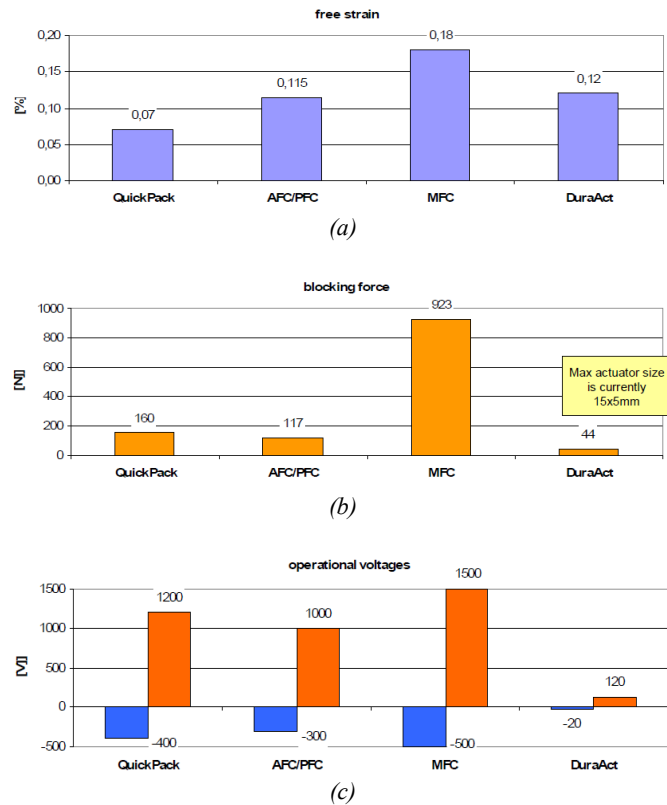 free strain
0,20
0,15
0,10
0,05
0,00
[%]
0,07
0,115
0,18
0,12
QuickPack AFC/PFC MFC DuraAct
(a)
blocking force
1000
800
600
400
200
0
[N]]
160
117
923
44
Max actuator size
is currently
15x5mm
QuickPack AFC/PFC MFC DuraAct
(b)
operational voltages
1500
1000
500
0
-500
[V]]
1200
1000
1500
120
-400
-300
-500
-20
QuickPack AFC/PFC MFC DuraAct
(c)